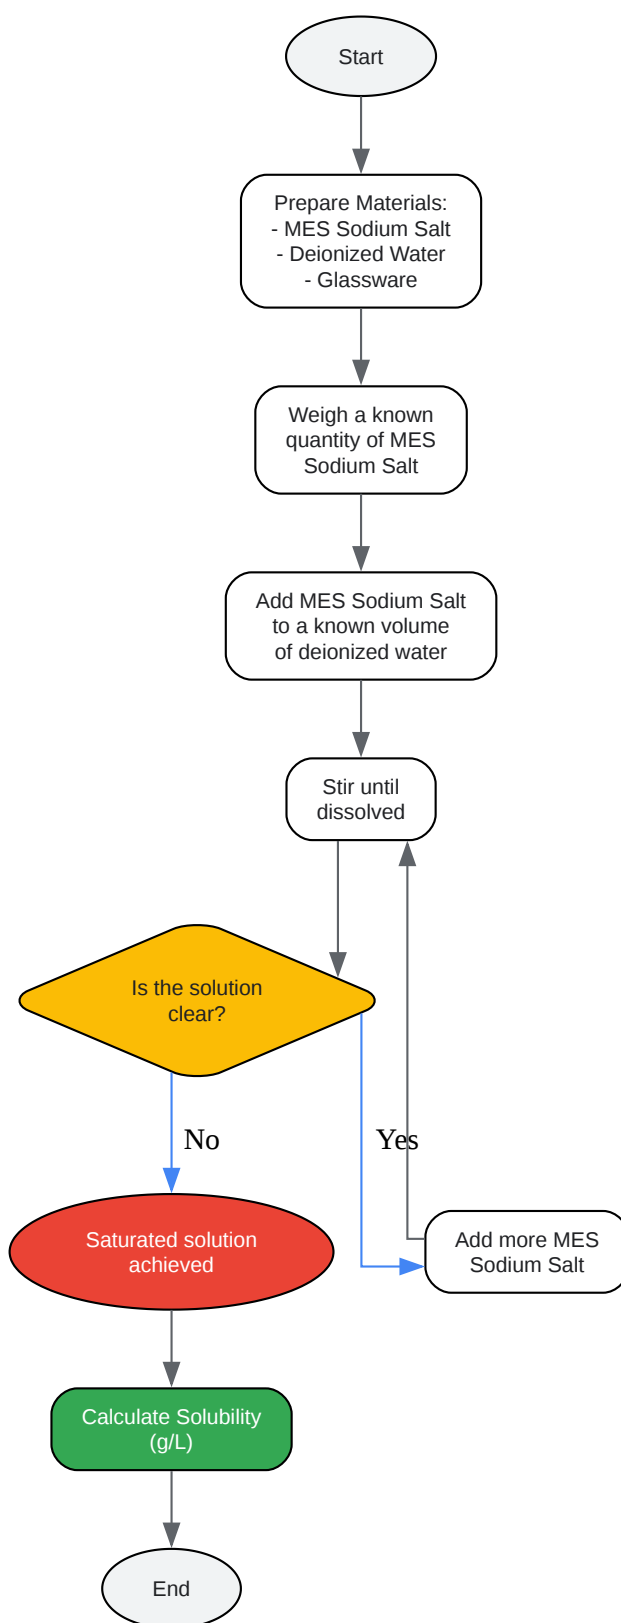 Start
Prepare Materials:
- MES Sodium Salt
- Deionized Water
- Glassware
Weigh a known
quantity of MES
Sodium Salt
Add MES Sodium Salt
to a known volume
of deionized water
Stir until
dissolved
Is the solution
clear?
No
Yes
Saturated solution
achieved
Add more MES
Sodium Salt
Calculate Solubility
(g/L)
End